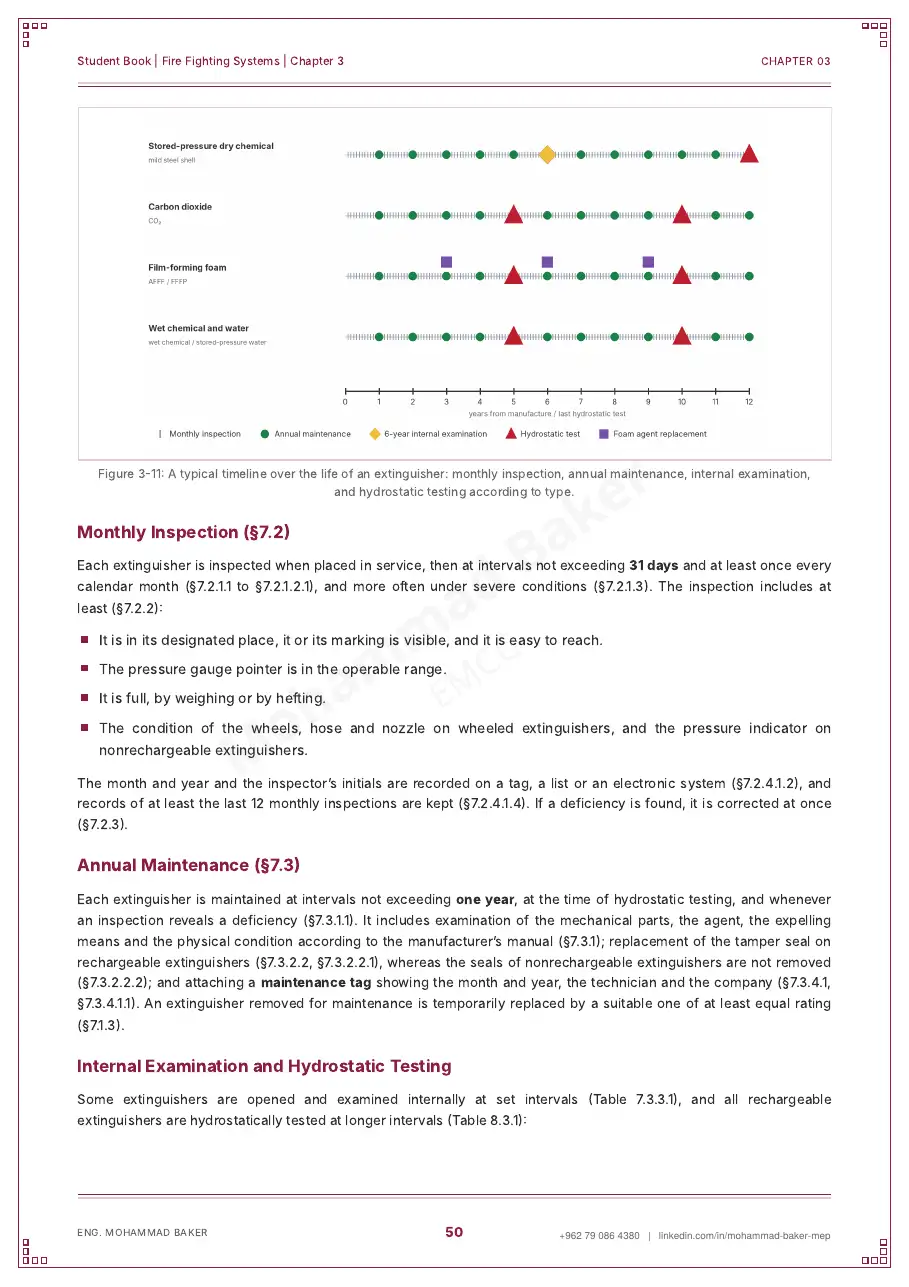 Student Book | Fire Fighting Systems | Chapter 3
CHAPTER 03
Stored-pressure dry chemical
mild steel shell
Carbon dioxide
CO₂
Film-forming foam
AFFF / FFFP
Wet chemical and water
wet chemical / stored-pressure water
0 1 2 3 4 5 6 7 8 9 10 11 12
years from manufacture / last hydrostatic test
Monthly inspection
Annual maintenance
6-year internal examination
Hydrostatic test
Foam agent replacement
Figure 3-11: A typical timeline over the life of an extinguisher: monthly inspection, annual maintenance, internal examination,
and hydrostatic testing according to type.
Monthly Inspection (§7.2)
Each extinguisher is inspected when placed in service, then at intervals not exceeding 31 days and at least once every
calendar month (§7.2.1.1 to §7.2.1.2.1), and more often under severe conditions (§7.2.1.3). The inspection includes at
least (§7.2.2):
It is in its designated place, it or its marking is visible, and it is easy to reach.
The pressure gauge pointer is in the operable range.
It is full, by weighing or by hefting.
The condition of the wheels, hose and nozzle on wheeled extinguishers, and the pressure indicator on
nonrechargeable extinguishers.
The month and year and the inspector's initials are recorded on a tag, a list or an electronic system (§7.2.4.1.2), and
records of at least the last 12 monthly inspections are kept (§7.2.4.1.4). If a deficiency is found, it is corrected at once
(§7.2.3).
Annual Maintenance (§7.3)
Each extinguisher is maintained at intervals not exceeding one year, at the time of hydrostatic testing, and whenever
an inspection reveals a deficiency (§7.3.1.1). It includes examination of the mechanical parts, the agent, the expelling
means and the physical condition according to the manufacturer's manual (§7.3.1); replacement of the tamper seal on
rechargeable extinguishers (§7.3.2.2, §7.3.2.2.1), whereas the seals of nonrechargeable extinguishers are not removed
(§7.3.2.2.2); and attaching a maintenance tag showing the month and year, the technician and the company (§7.3.4.1,
§7.3.4.1.1). An extinguisher removed for maintenance is temporarily replaced by a suitable one of at least equal rating
(§7.1.3).
Internal Examination and Hydrostatic Testing
Some extinguishers are opened and examined internally at set intervals (Table 7.3.3.1), and all rechargeable
extinguishers are hydrostatically tested at longer intervals (Table 8.3.1):
Mohammad Baker
EMCC
ENG. MOHAMMAD BAKER
50
+962 79 086 4380 | linkedin.com/in/mohammad-baker-mep